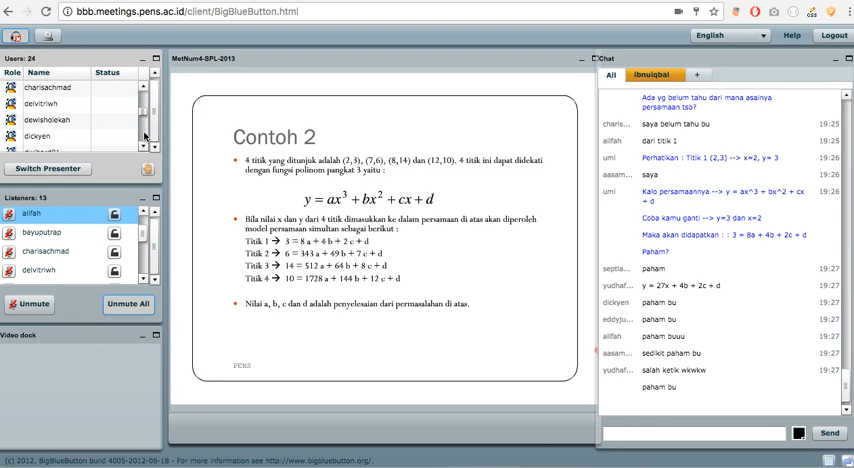 bbb.meetings.pens.ac.id/client/BigBlueButton.html
English
Help
Logout
Users: 24
Role Name Status
charisachmad
delvitriwh
dewisholekah
dickyen
Switch Presenter
Listeners: 13
alifah
bayuputrap
charisachmad
delvitriwh
Unmute
Unmute All
Video dock
MetNum4-SPL-2013
Contoh 2
4 titik yang ditunjuk adalah (2,3), (7,6), (8,14) dan (12,10). 4 titik ini dapat didekati
dengan fungsi polinom pangkat 3 yaitu :
y = ax³ + bx² + cx + d
Bila nilai x dan y dari 4 titik dimasukkan ke dalam persamaan di atas akan diperoleh
model persamaan simultan sebagai berikut :
Titik 1 → 3 = 8 a + 4 b + 2 c + d
Titik 2 → 6 = 343 a + 49 b + 7 c + d
Titik 3 → 14 = 512 a + 64 b + 8 c + d
Titik 4 → 10 = 1728 a + 144 b + 12 c + d
Nilai a, b, c dan d adalah penyelesaian dari permasalahan di atas.
PENS
Chat
All ibnuiqbal +
Ada yg belum tahu dari mana asalnya
persamaan tsb?
charis... saya belum tahu bu 19:25
alifah dari titik 1 19:25
umi Perhatikan : Titik 1 (2,3) --> x=2, y= 3 19:26
aasam... saya 19:26
umi Kalo persamaannya --> y = ax^3 + bx^2 + cx 19:26
+ d
Coba kamu ganti --> y=3 dan x=2
Maka akan didapatkan : : 3 = 8a + 4b + 2c + d
Paham?
septia... paham 19:27
yudhaf... y = 27x + 4b + 2c + d 19:27
dickyen paham bu 19:27
eddyju... paham bu 19:27
alifah paham buuu 19:27
aasam... sedikit paham bu 19:27
yudhaf... salah ketik wkwkw 19:27
paham bu
Send
(c) 2012, BigBlueButton build 4005-2012-06-18 - For more information see http://www.bigbluebutton.org/.